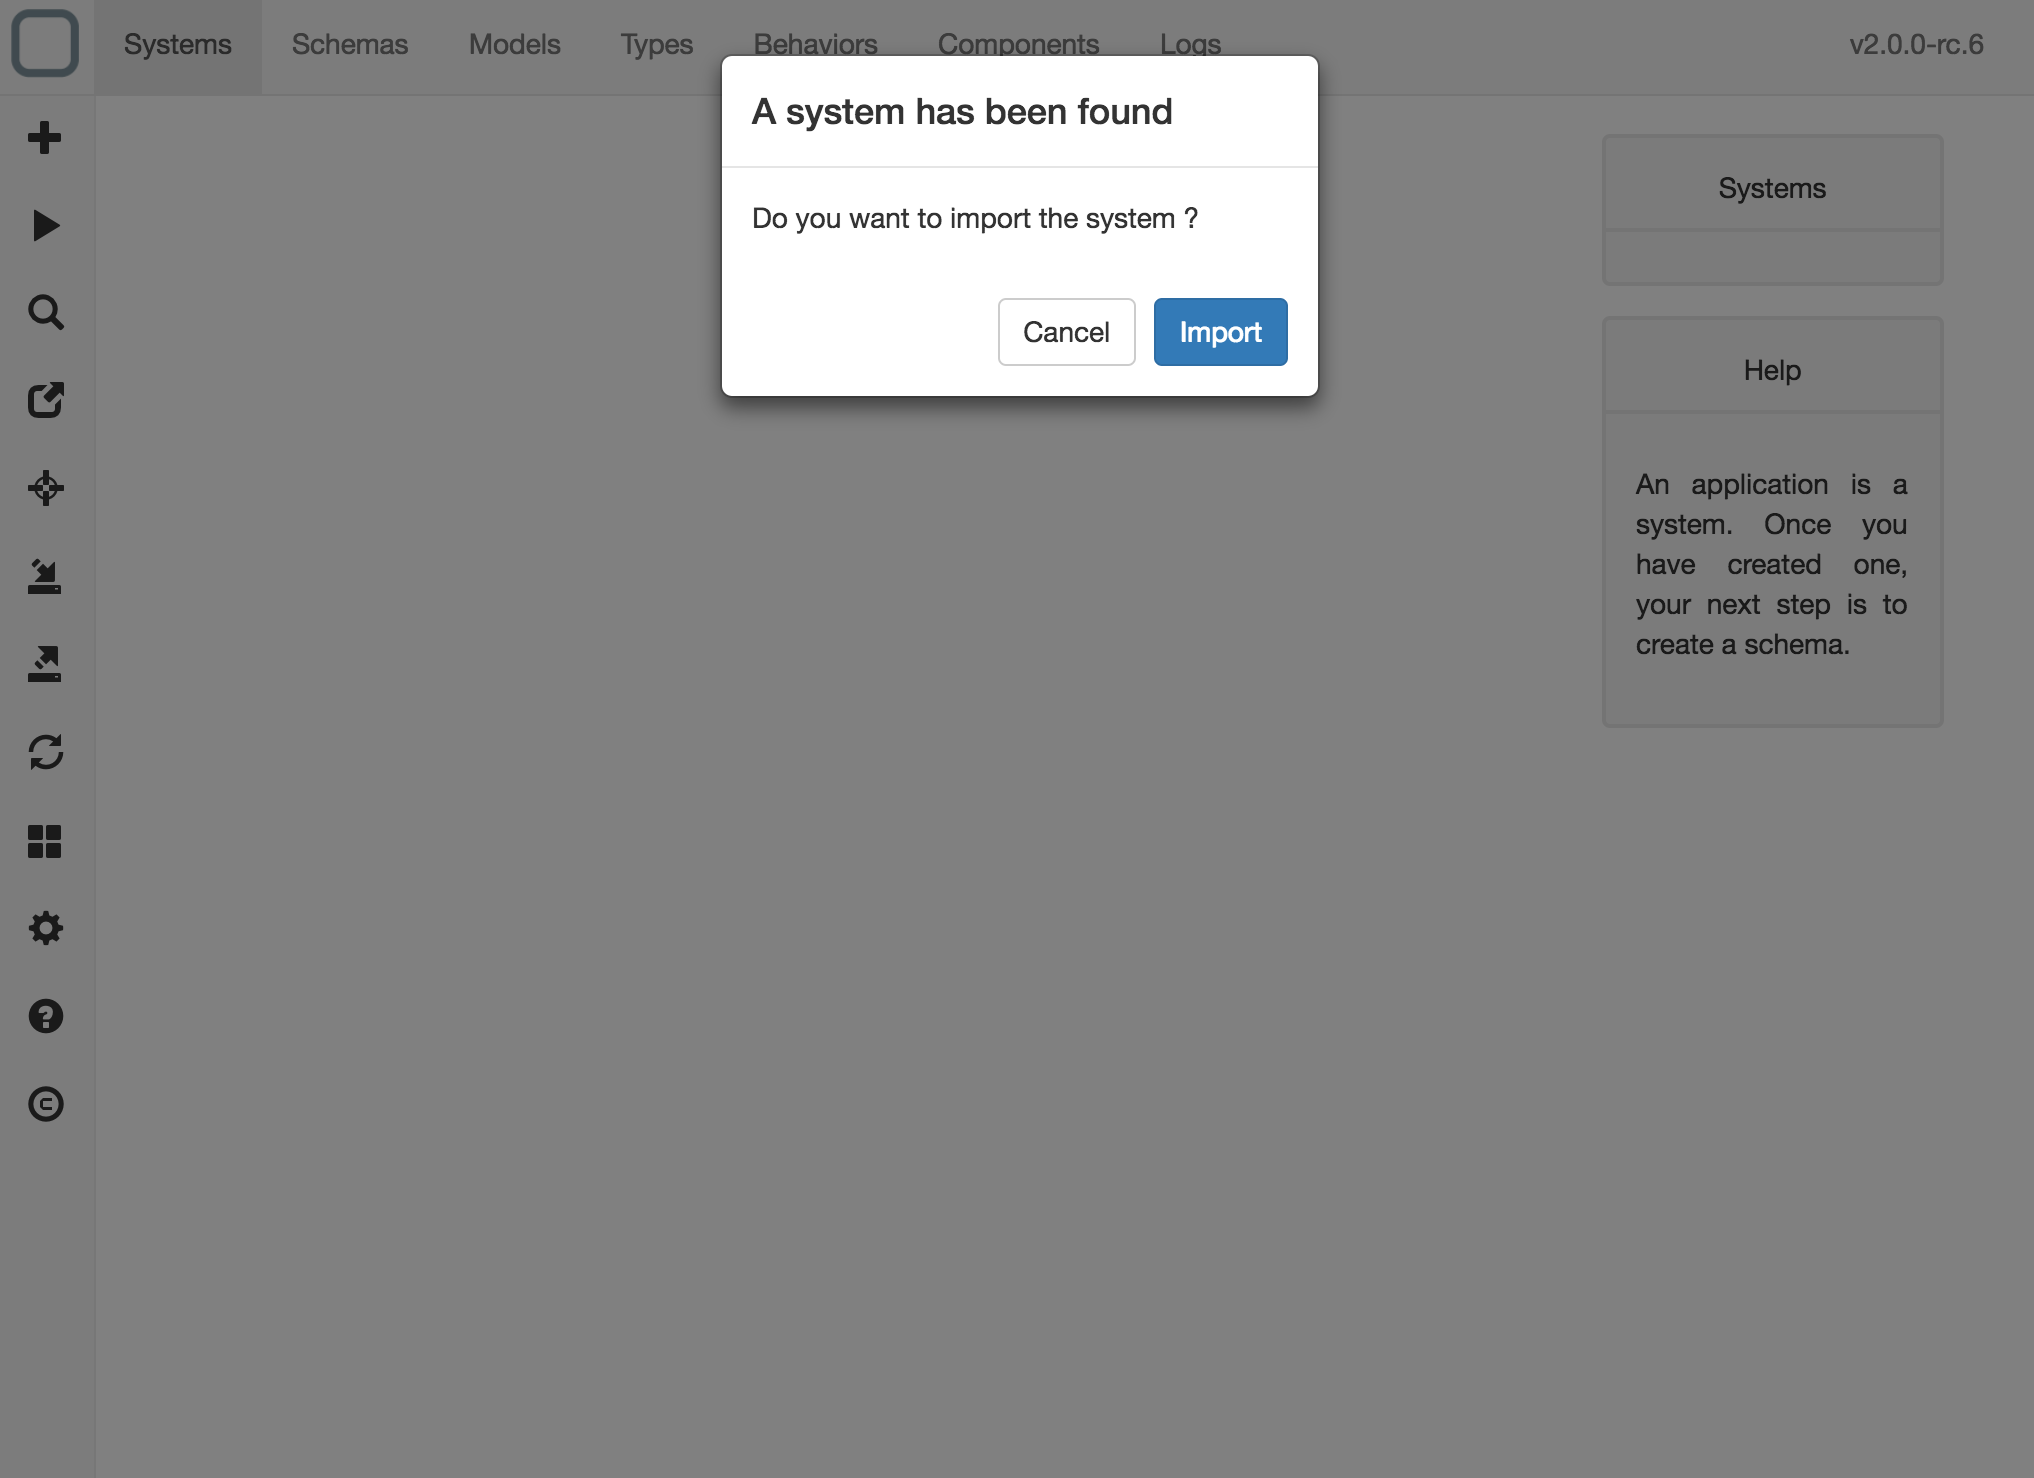 Systems Schemas Models Types Behaviors Components Logs v2.0.0-rc.6
A system has been found
Do you want to import the system ?
Cancel Import
Systems
Help
An application is a
system. Once you
have created one,
your next step is to
create a schema.